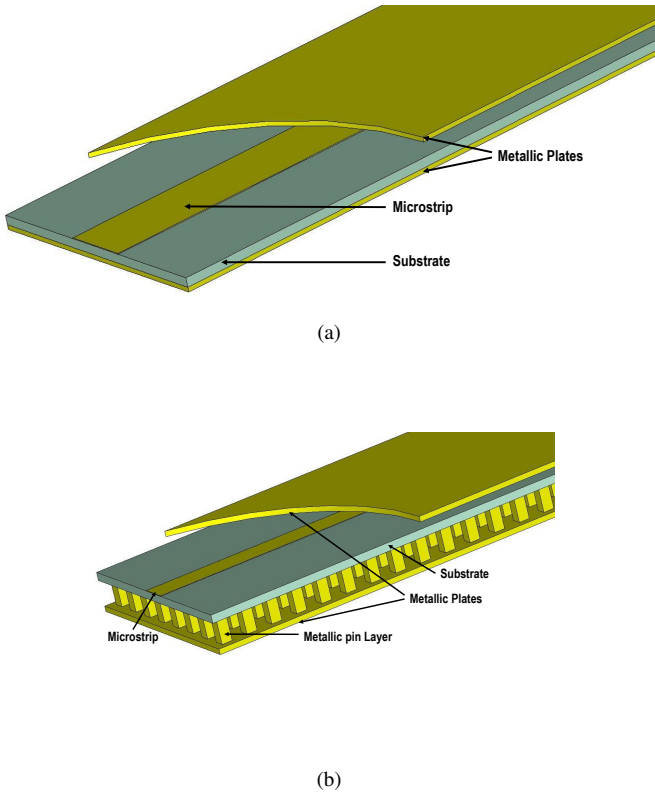 Metallic Plates
Microstrip
Substrate
(a)
Substrate
Metallic Plates
Microstrip
Metallic pin Layer
(b)